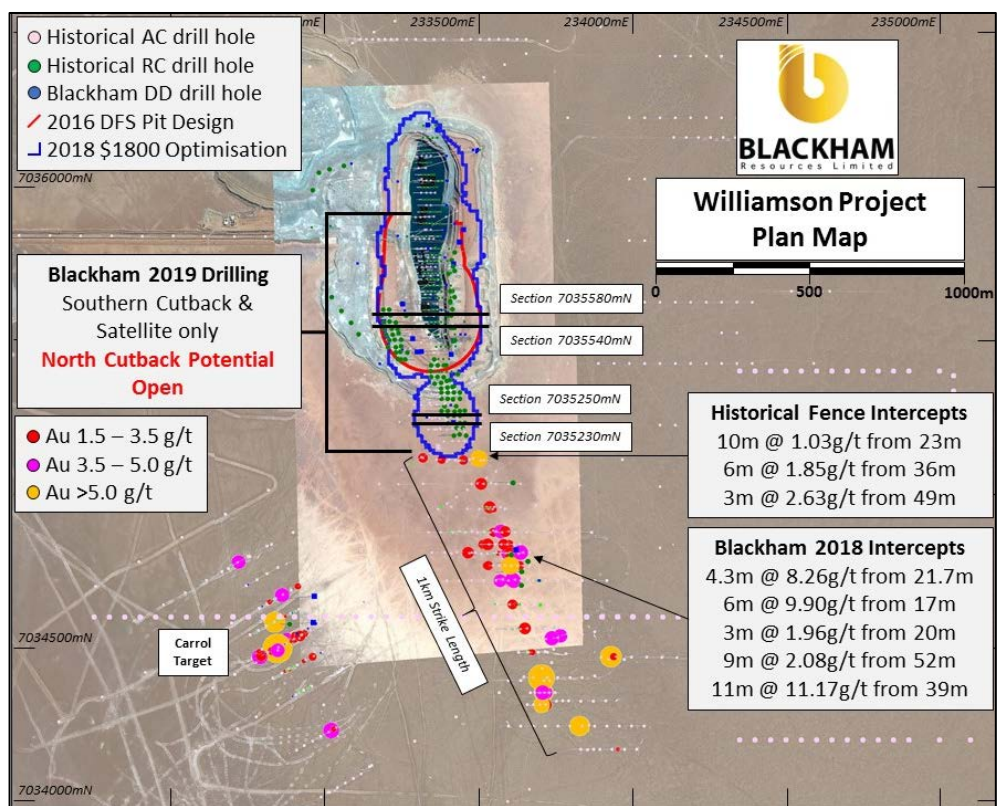 Historical AC drill hole
Historical RC drill hole
Blackham DD drill hole
2016 DFS Pit Design
2018 $1800 Optimisation
233500mE
234000mE
234500mE
235000mE
7036000mN
BLACKHAM
Resources Limited
Williamson Project
Plan Map
0
500
1000m
Blackham 2019 Drilling
Southern Cutback &
Satellite only
North Cutback Potential
Open
Section 7035580mN
Section 7035540mN
Section 7035250mN
Section 7035230mN
Au 1.5 – 3.5 g/t
Au 3.5 – 5.0 g/t
Au >5.0 g/t
Historical Fence Intercepts
10m @ 1.03g/t from 23m
6m @ 1.85g/t from 36m
3m @ 2.63g/t from 49m
Blackham 2018 Intercepts
4.3m @ 8.26g/t from 21.7m
6m @ 9.90g/t from 17m
3m @ 1.96g/t from 20m
9m @ 2.08g/t from 52m
11m @ 11.17g/t from 39m
1km Strike Length
Carrol
Target
7034500mN
7034000mN